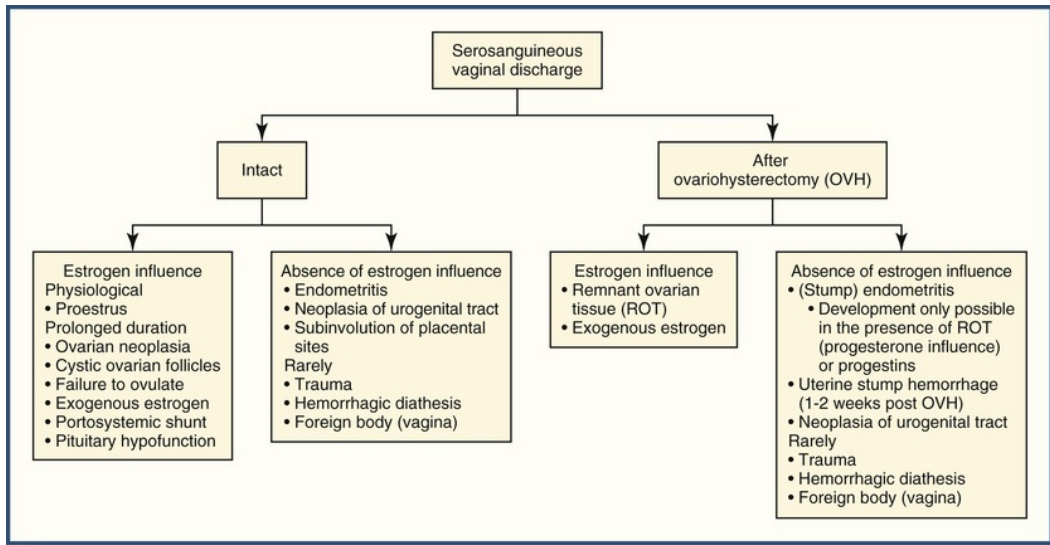 Serosanguineous
vaginal discharge
Intact
After
ovariohysterectomy (OVH)
Estrogen influence
Physiological
• Proestrus
Prolonged duration
• Ovarian neoplasia
• Cystic ovarian follicles
• Failure to ovulate
• Exogenous estrogen
• Portosystemic shunt
• Pituitary hypofunction
Absence of estrogen influence
• Endometritis
• Neoplasia of urogenital tract
• Subinvolution of placental
sites
Rarely
• Trauma
• Hemorrhagic diathesis
• Foreign body (vagina)
Estrogen influence
• Remnant ovarian
tissue (ROT)
• Exogenous estrogen
Absence of estrogen influence
• (Stump) endometritis
• Development only possible
in the presence of ROT
(progesterone influence)
or progestins
• Uterine stump hemorrhage
(1-2 weeks post OVH)
• Neoplasia of urogenital tract
Rarely
• Trauma
• Hemorrhagic diathesis
• Foreign body (vagina)